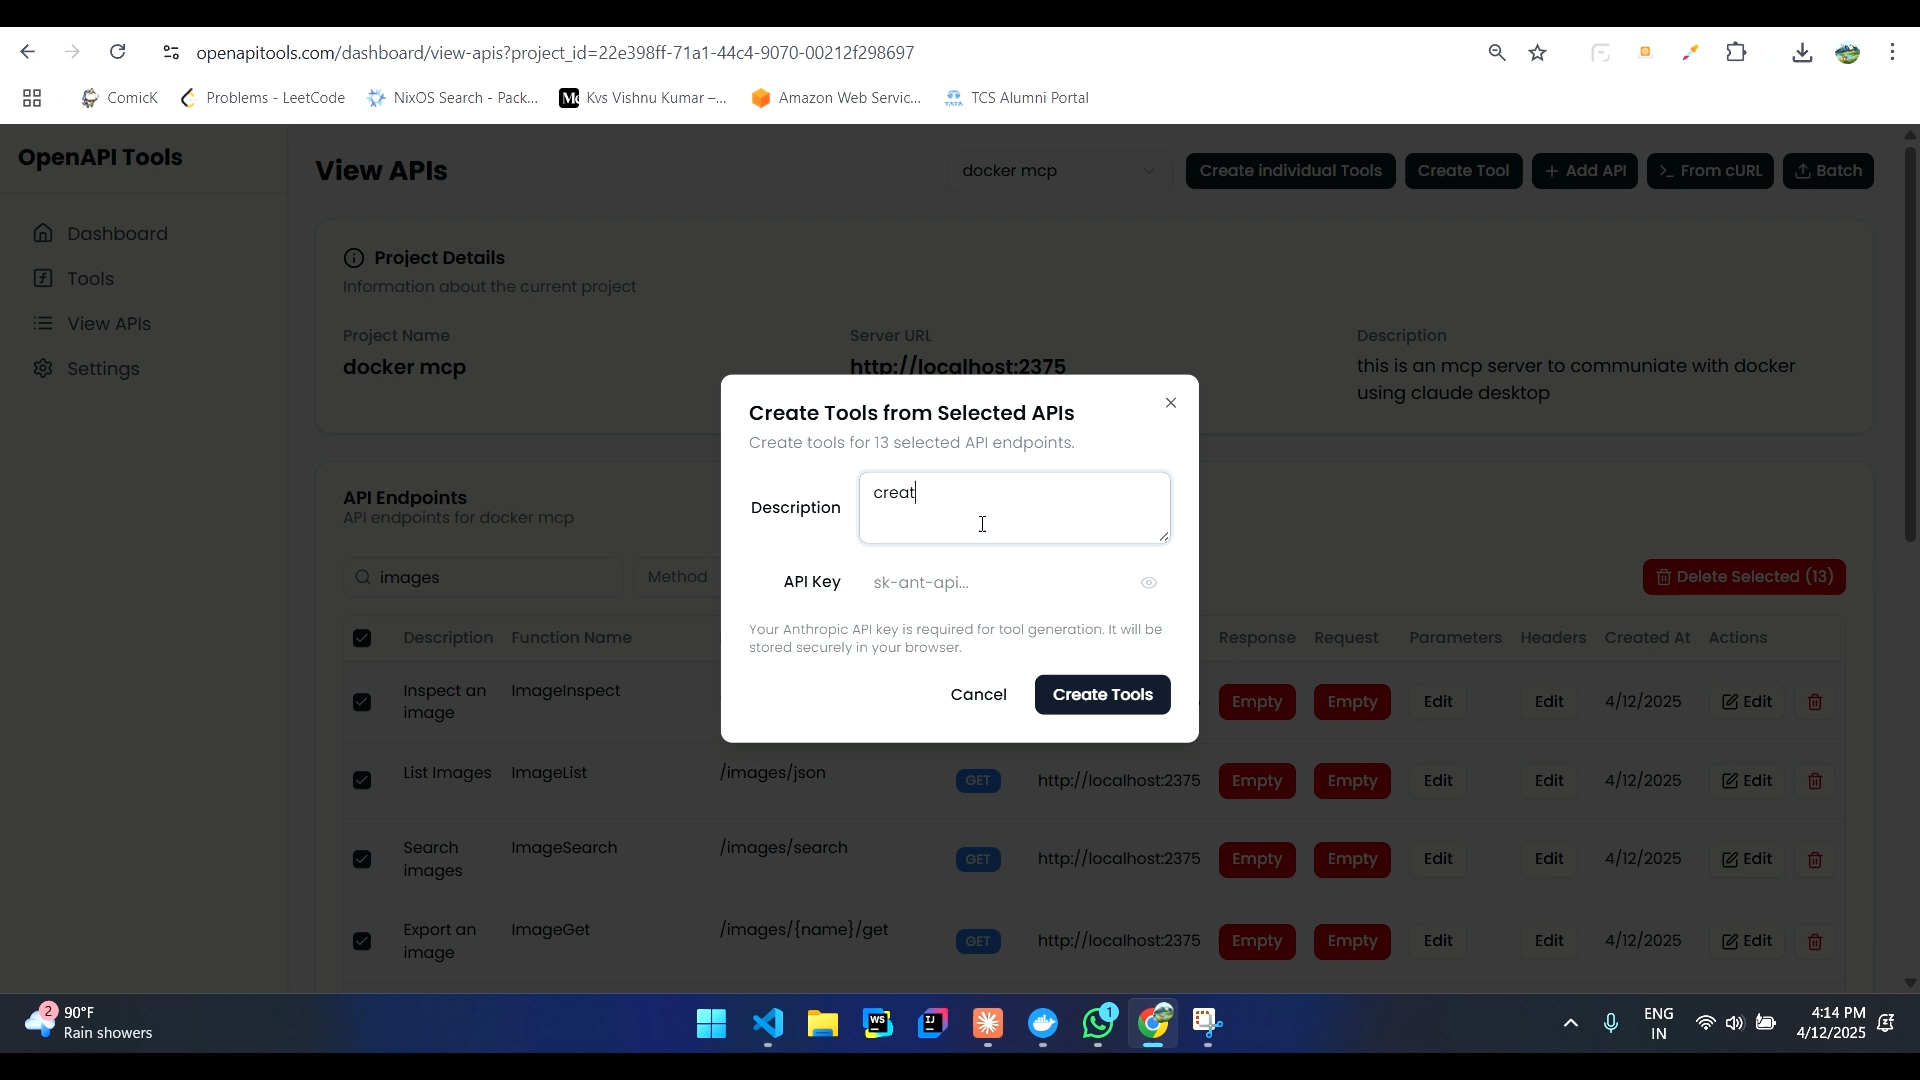 openapitools.com/dashboard/view-apis?project_id=22e398ff-71a1-44c4-9070-00212f298697
ComicK
Problems - LeetCode
NixOS Search - Pack...
Kvs Vishnu Kumar –...
Amazon Web Servic...
TCS Alumni Portal
OpenAPI Tools
Dashboard
Tools
View APIs
Settings
View APIs
docker mcp
Create individual Tools
Create Tool
+ Add API
>_ From cURL
Batch
Project Details
Information about the current project
Project Name
docker mcp
Server URL
http://localhost:2375
Description
this is an mcp server to communiate with docker
using claude desktop
API Endpoints
API endpoints for docker mcp
images
Method
Delete Selected (13)
Create Tools from Selected APIs
Create tools for 13 selected API endpoints.
Description
creat
API Key
sk-ant-api...
Your Anthropic API key is required for tool generation. It will be
stored securely in your browser.
Cancel
Create Tools
Description Function Name Response Request Parameters Headers Created At Actions
Inspect an
image
ImageInspect
Empty Empty Edit Edit 4/12/2025 Edit
List Images ImageList /images/json GET http://localhost:2375 Empty Empty Edit Edit 4/12/2025 Edit
Search
images
ImageSearch /images/search GET http://localhost:2375 Empty Empty Edit Edit 4/12/2025 Edit
Export an
image
ImageGet /images/{name}/get GET http://localhost:2375 Empty Empty Edit Edit 4/12/2025 Edit
2
90°F
Rain showers
WS
IJ
1
ENG
IN
4:14 PM
4/12/2025